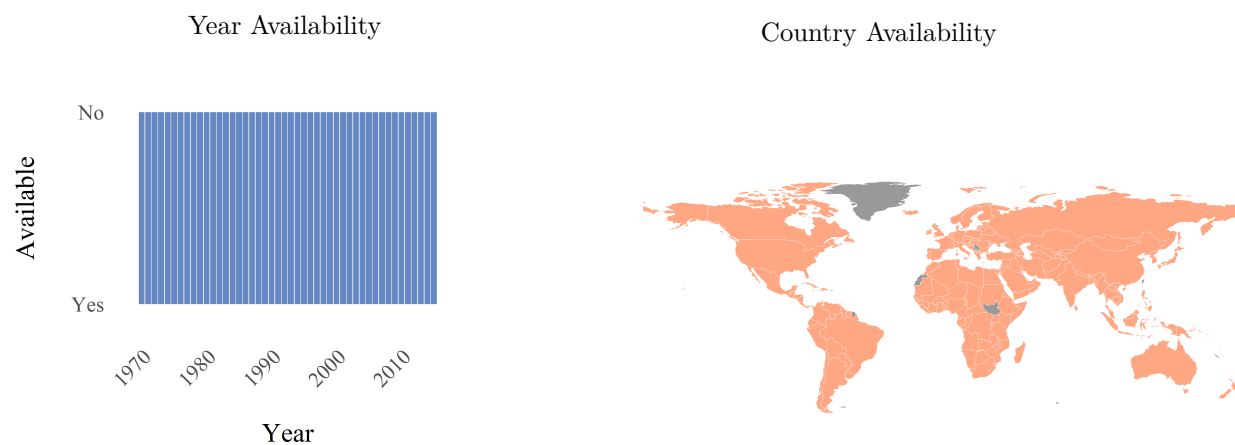 Year Availability
Country Availability
No
Available
Yes
1970
1980
1990
2000
2010
Year